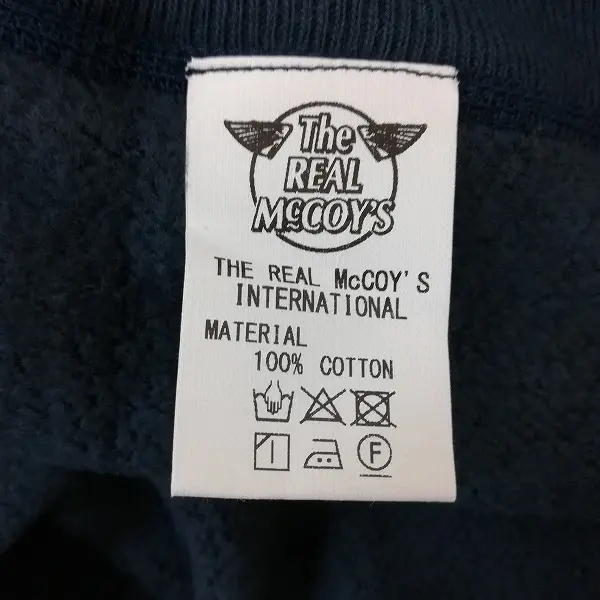 The
REAL
McCOY'S
THE REAL McCOY'S
INTERNATIONAL
MATERIAL
100% COTTON
F